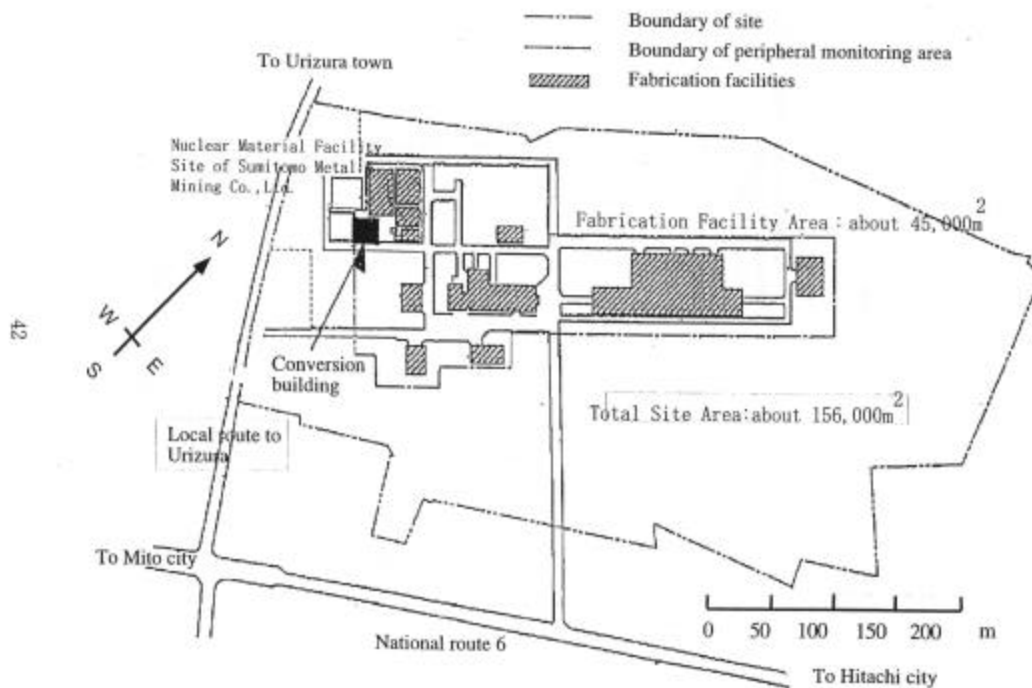 Boundary of site
Boundary of peripheral monitoring area
Fabrication facilities
To Urizura town
Nuclear Material Facility
Site of Sumitomo Metal
Mining Co.,Ltd.
Fabrication Facility Area : about 45,000m2
N
W
E
S
42
Conversion
building
Total Site Area:about 156,000m2
Local route to
Urizura
To Mito city
National route 6
0 50 100 150 200 m
To Hitachi city